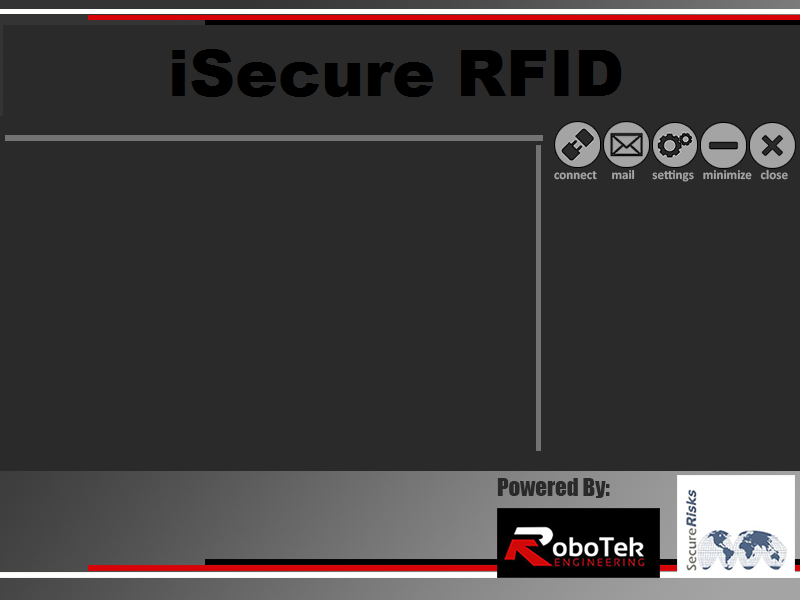 iSecure RFID
connect mail settings minimize close
Powered By:
RoboTek
ENGINEERING
SecureRisks